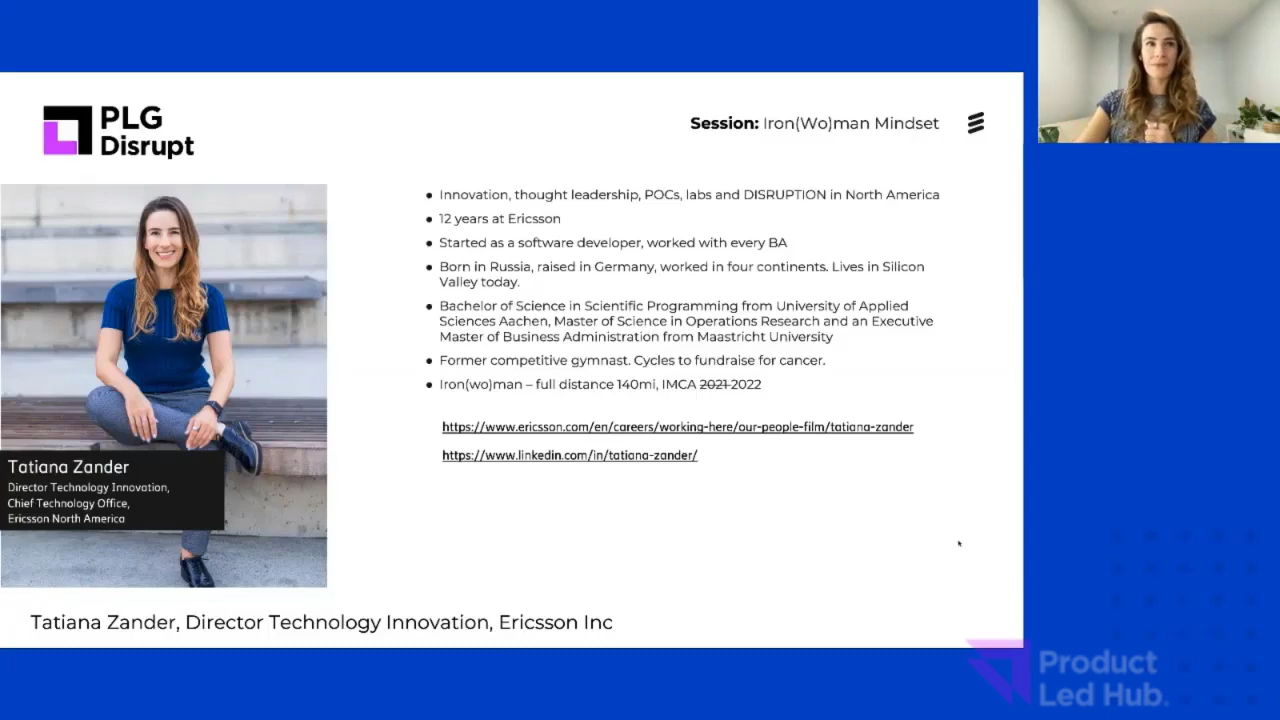 PLG
Disrupt
Session: Iron(Wo)man Mindset
• Innovation, thought leadership, POCs, labs and DISRUPTION in North America
• 12 years at Ericsson
• Started as a software developer, worked with every BA
• Born in Russia, raised in Germany, worked in four continents. Lives in Silicon
Valley today.
• Bachelor of Science in Scientific Programming from University of Applied
Sciences Aachen, Master of Science in Operations Research and an Executive
Master of Business Administration from Maastricht University
• Former competitive gymnast. Cycles to fundraise for cancer.
• Iron(wo)man – full distance 140mi, IMCA 2021 2022
https://www.ericsson.com/en/careers/working-here/our-people-film/tatiana-zander
https://www.linkedin.com/in/tatiana-zander/
Tatiana Zander
Director Technology Innovation,
Chief Technology Office,
Ericsson North America
Tatiana Zander, Director Technology Innovation, Ericsson Inc
Product
Led Hub.